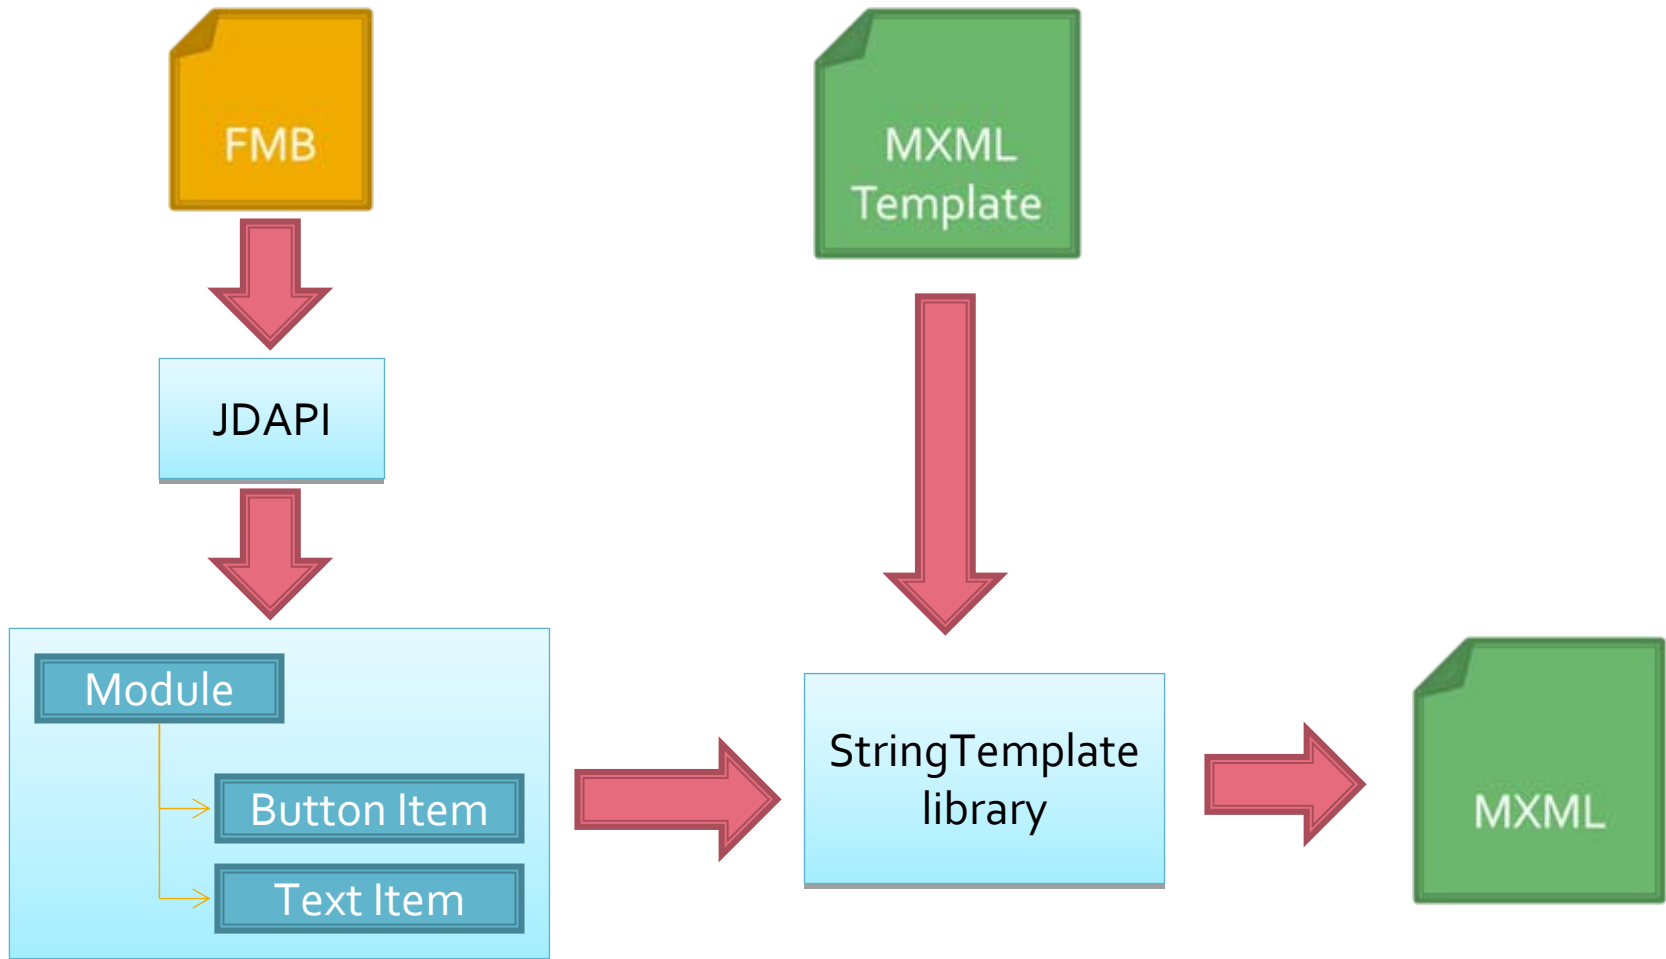 FMB
MXML
Template
JDAPI
Module
Button Item
Text Item
StringTemplate
library
MXML